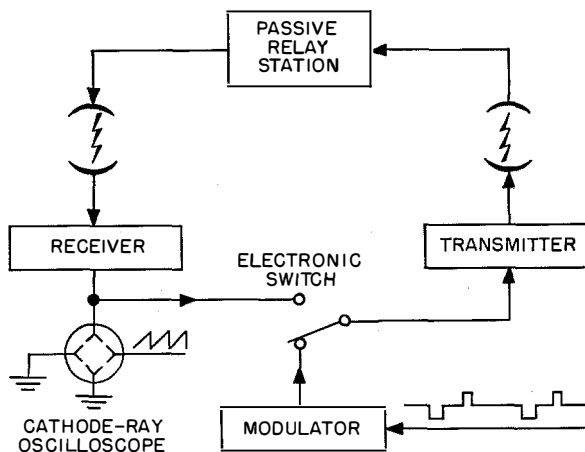 PASSIVE
RELAY
STATION
RECEIVER
TRANSMITTER
ELECTRONIC
SWITCH
CATHODE-RAY
OSCILLOSCOPE
MODULATOR